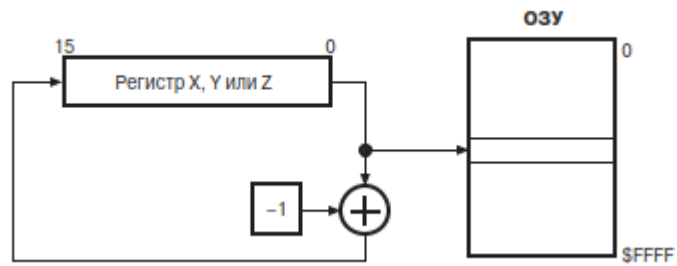 ОЗУ
15
0
0
Регистр X, Y или Z
–1
+
$FFFF